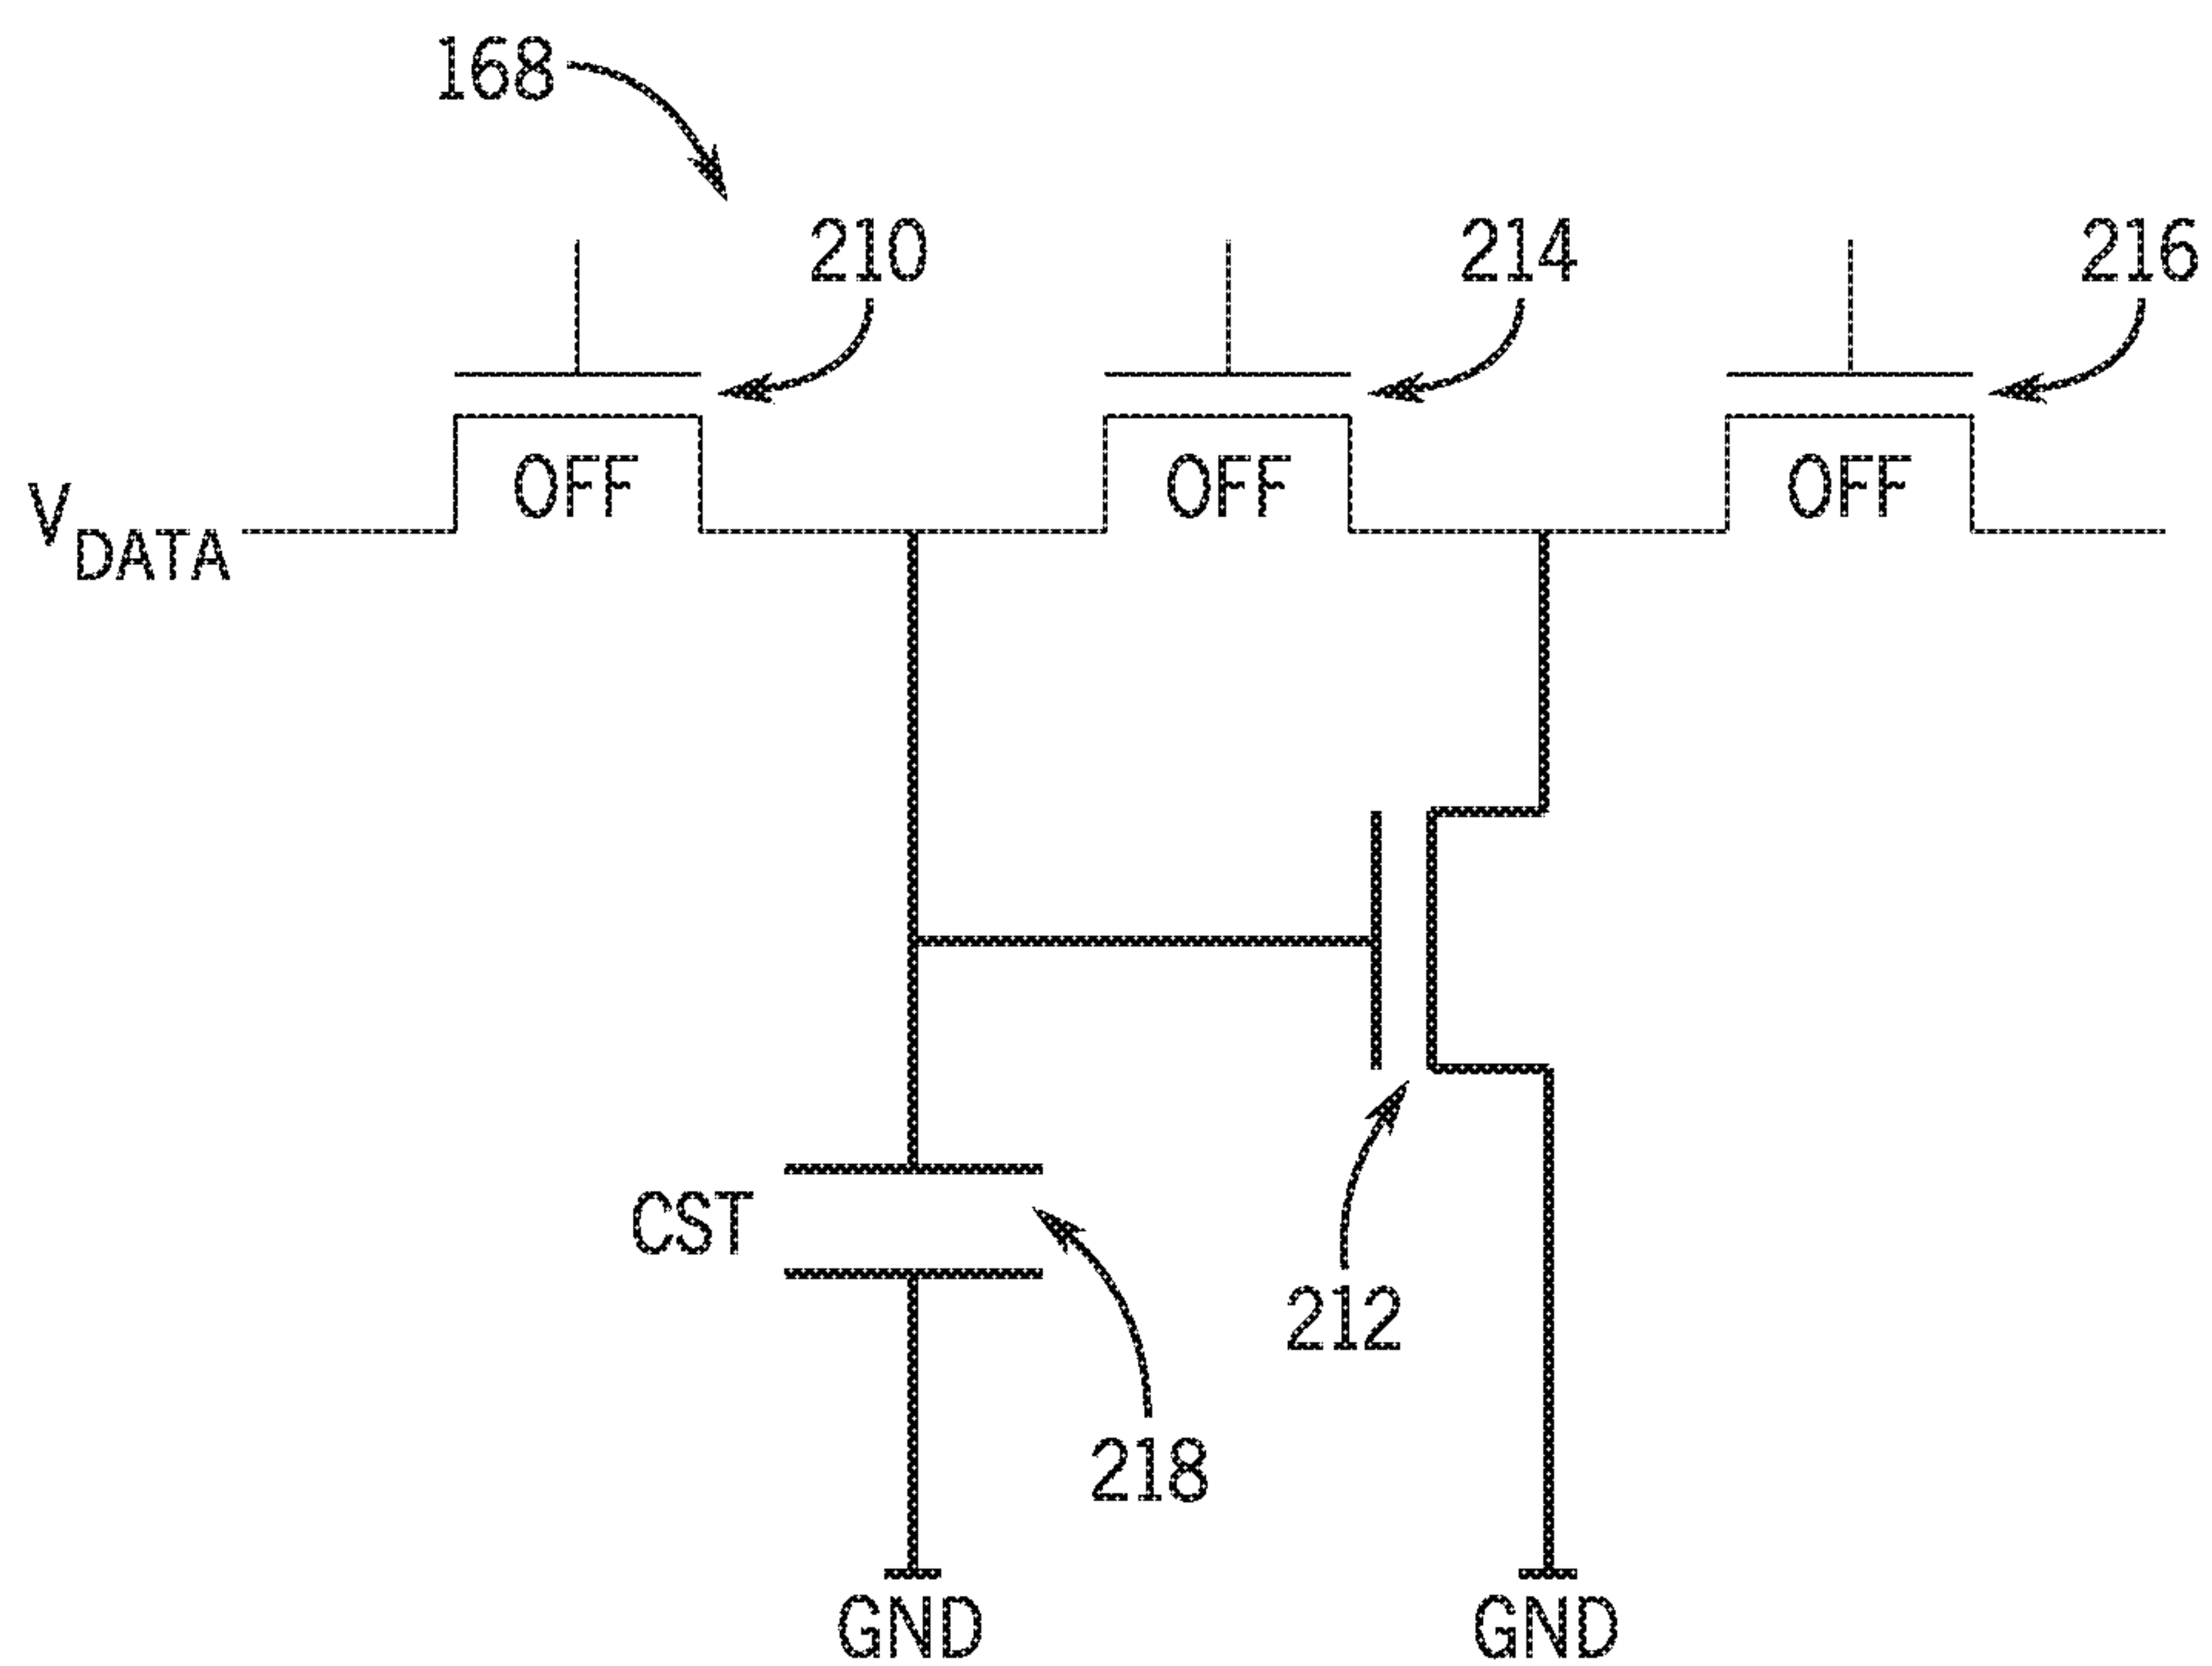 168
210
214
216
OFF
OFF
OFF
VDATA
CST
212
218
GND
GND